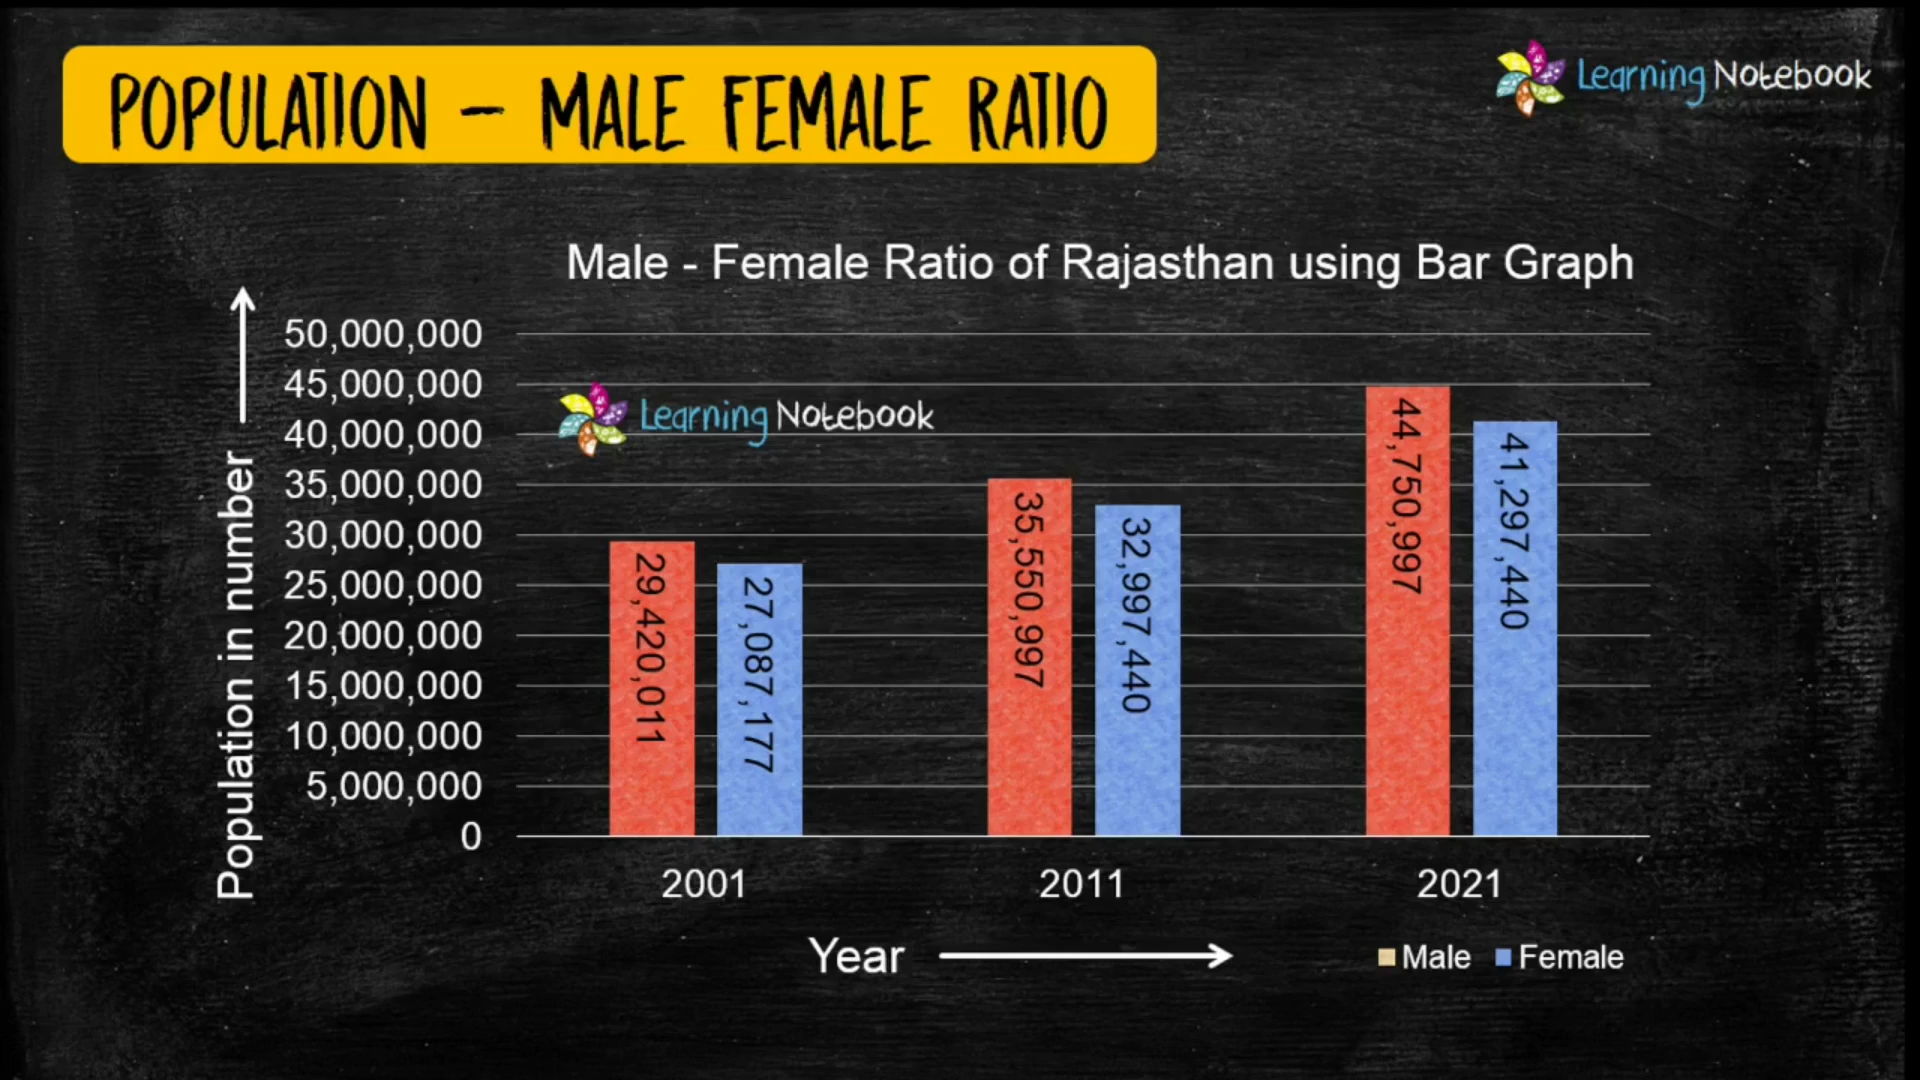 POPULATION - MALE FEMALE RATIO
Learning Notebook
Male - Female Ratio of Rajasthan using Bar Graph
Population in number
50,000,000
45,000,000
40,000,000
35,000,000
30,000,000
25,000,000
20,000,000
15,000,000
10,000,000
5,000,000
0
Learning Notebook
29,420,011
27,087,177
35,550,997
32,997,440
44,750,997
41,297,440
2001 2011 2021
Year
Male Female